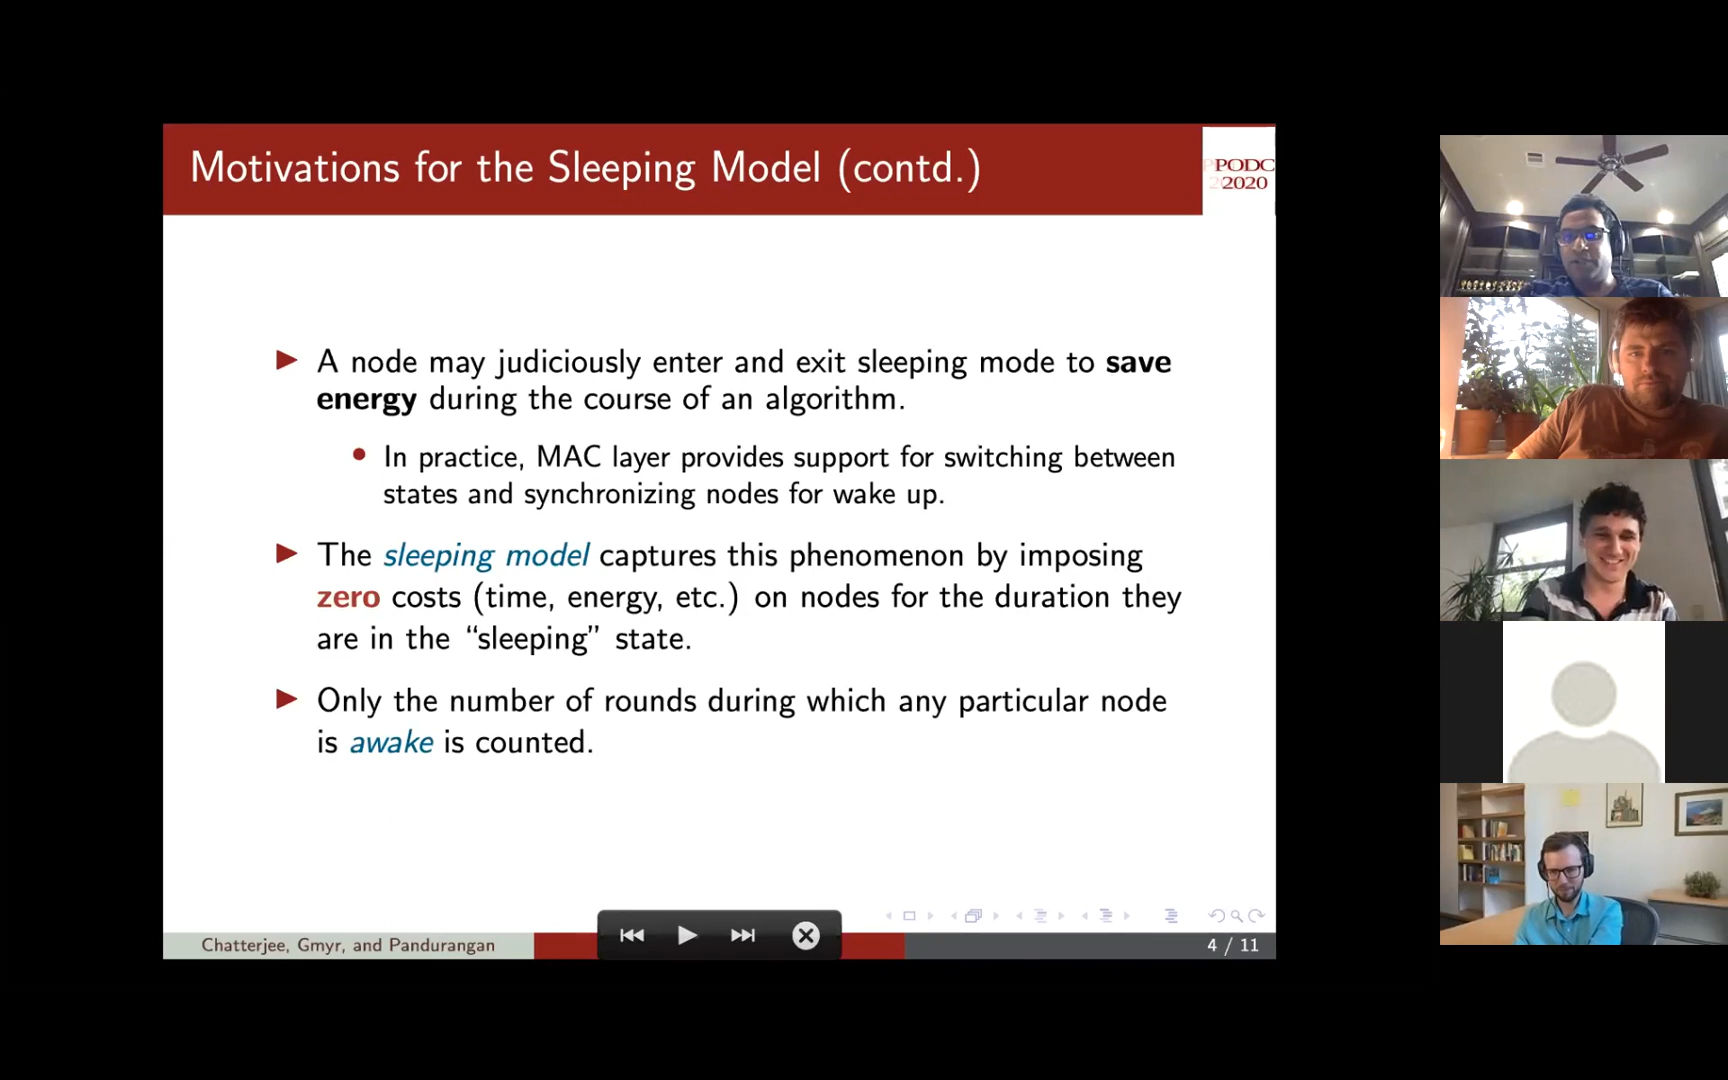 Motivations for the Sleeping Model (contd.)
PODC
2020
A node may judiciously enter and exit sleeping mode to save
energy during the course of an algorithm.
In practice, MAC layer provides support for switching between
states and synchronizing nodes for wake up.
The sleeping model captures this phenomenon by imposing
zero costs (time, energy, etc.) on nodes for the duration they
are in the “sleeping” state.
Only the number of rounds during which any particular node
is awake is counted.
Chatterjee, Gmyr, and Pandurangan
4 / 11